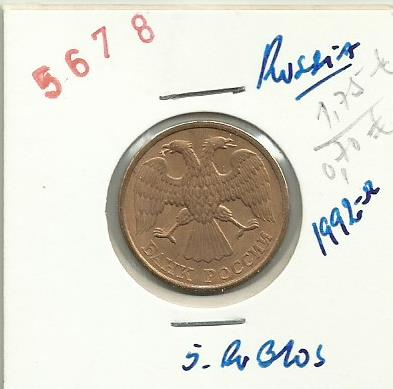 5678
RUSSIA
1,75 €
0,70 €
1992-Л
БАНК РОССИИ
5. RUBLOS